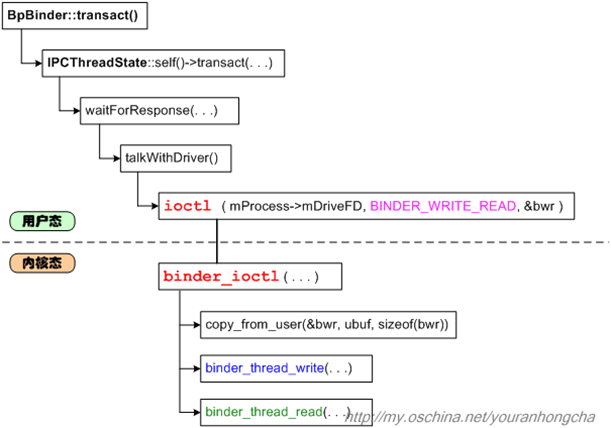 BpBinder::transact()
IPCThreadState::self()->transact(. . .)
waitForResponse(. . .)
talkWithDriver()
ioctl ( mProcess->mDriveFD, BINDER_WRITE_READ, &bwr )
用户态
内核态
binder_ioctl(. . .)
copy_from_user(&bwr, ubuf, sizeof(bwr))
binder_thread_write(. . .)
binder_thread_read(. . .)
http://my.oschina.net/youranhongcha